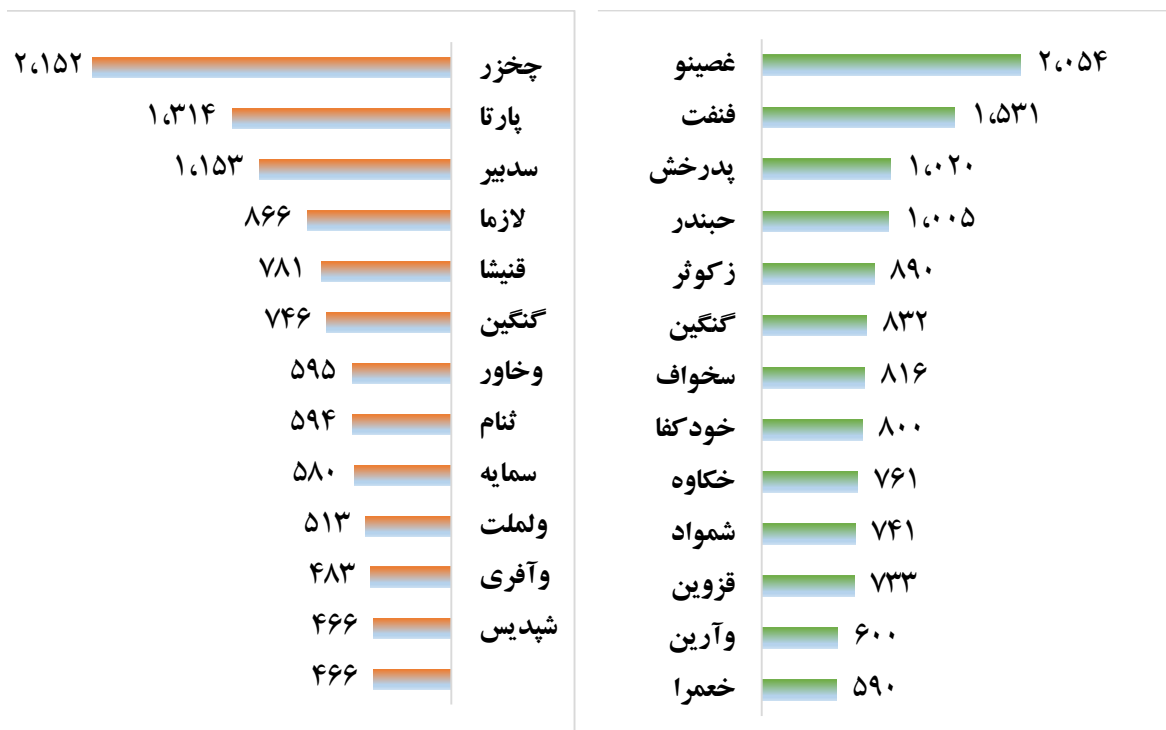 غصینو ۲،۰۵۴
فنفت ۱،۵۳۱
پدرخش ۱،۰۲۰
حبندر ۱،۰۰۵
زکوثر ۸۹۰
گنگین ۸۳۲
سخواف ۸۱۶
خودکفا ۸۰۰
خکاوه ۷۶۱
شمواد ۷۴۱
قزوین ۷۳۳
وآرین ۶۰۰
خعمرا ۵۹۰
چخزر ۲،۱۵۲
پارتا ۱،۳۱۴
سدبیر ۱،۱۵۳
لازما ۸۶۶
قنیشا ۷۸۱
گنگین ۷۴۶
وخاور ۵۹۵
ثنام ۵۹۴
سمایه ۵۸۰
ولملت ۵۱۳
وآفری ۴۸۳
شپدیس ۴۶۶
۴۶۶